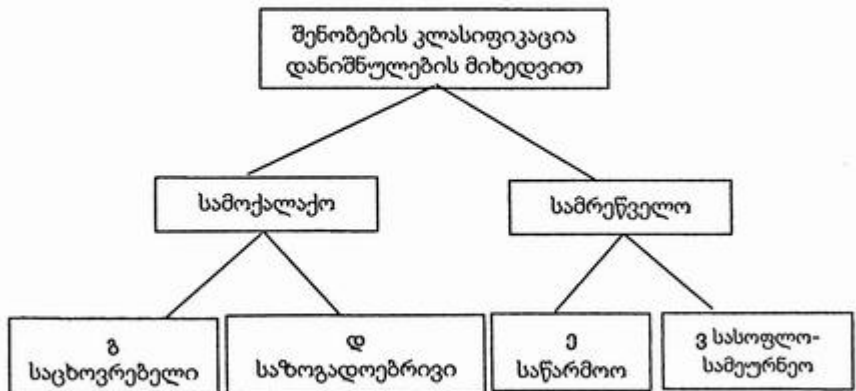 შენობების კლასიფიკაცია
დანიშნულების მიხედვით
სამოქალაქო
სამრეწველო
გ
საცხოვრებელი
დ
საზოგადოებრივი
ე
საწარმოო
ვ სასოფლო-
სამეურნეო